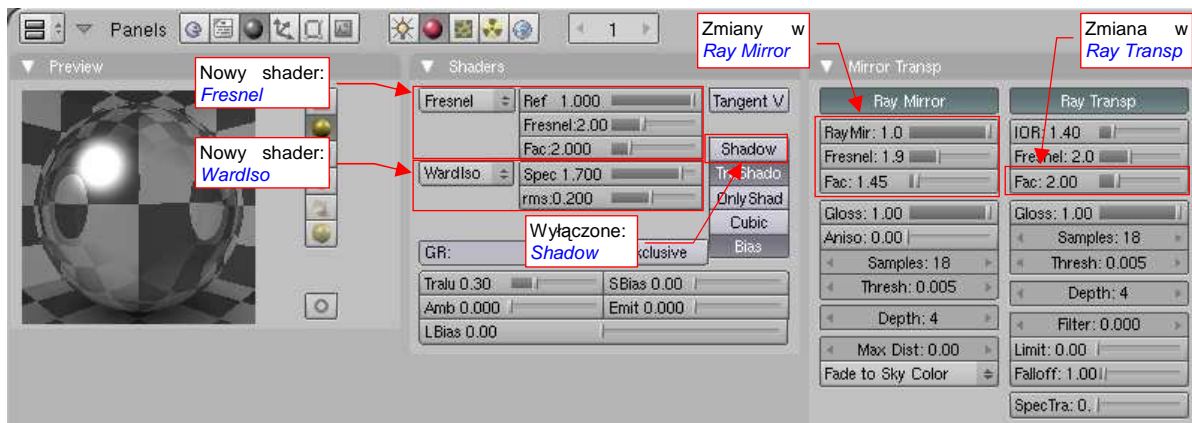 Panels
1
Zmiany w
Ray Mirror
Zmiana w
Ray Transp
Preview
Nowy shader:
Fresnel
Nowy shader:
WardIso
Shaders
Fresnel
Ref 1.000
Fresnel:2.00
Fac:2.000
WardIso
Spec 1.700
rms:0.200
Tangent V
Shadow
OnlyShad
Cubic
Bias
Wyłączone:
Shadow
GR:
Tralu 0.30
SBias 0.00
Amb 0.000
Emit 0.000
LBias 0.00
Mirror Transp
Ray Mirror
RayMir: 1.0
Fresnel: 1.9
Fac: 1.45
Gloss: 1.00
Aniso: 0.00
Samples: 18
Thresh: 0.005
Depth: 4
Max Dist: 0.00
Fade to Sky Color
Ray Transp
IOR: 1.40
Fresnel: 2.0
Fac: 2.00
Gloss: 1.00
Samples: 18
Thresh: 0.005
Depth: 4
Filter: 0.000
Limit: 0.00
Falloff: 1.00
SpecTra: 0.